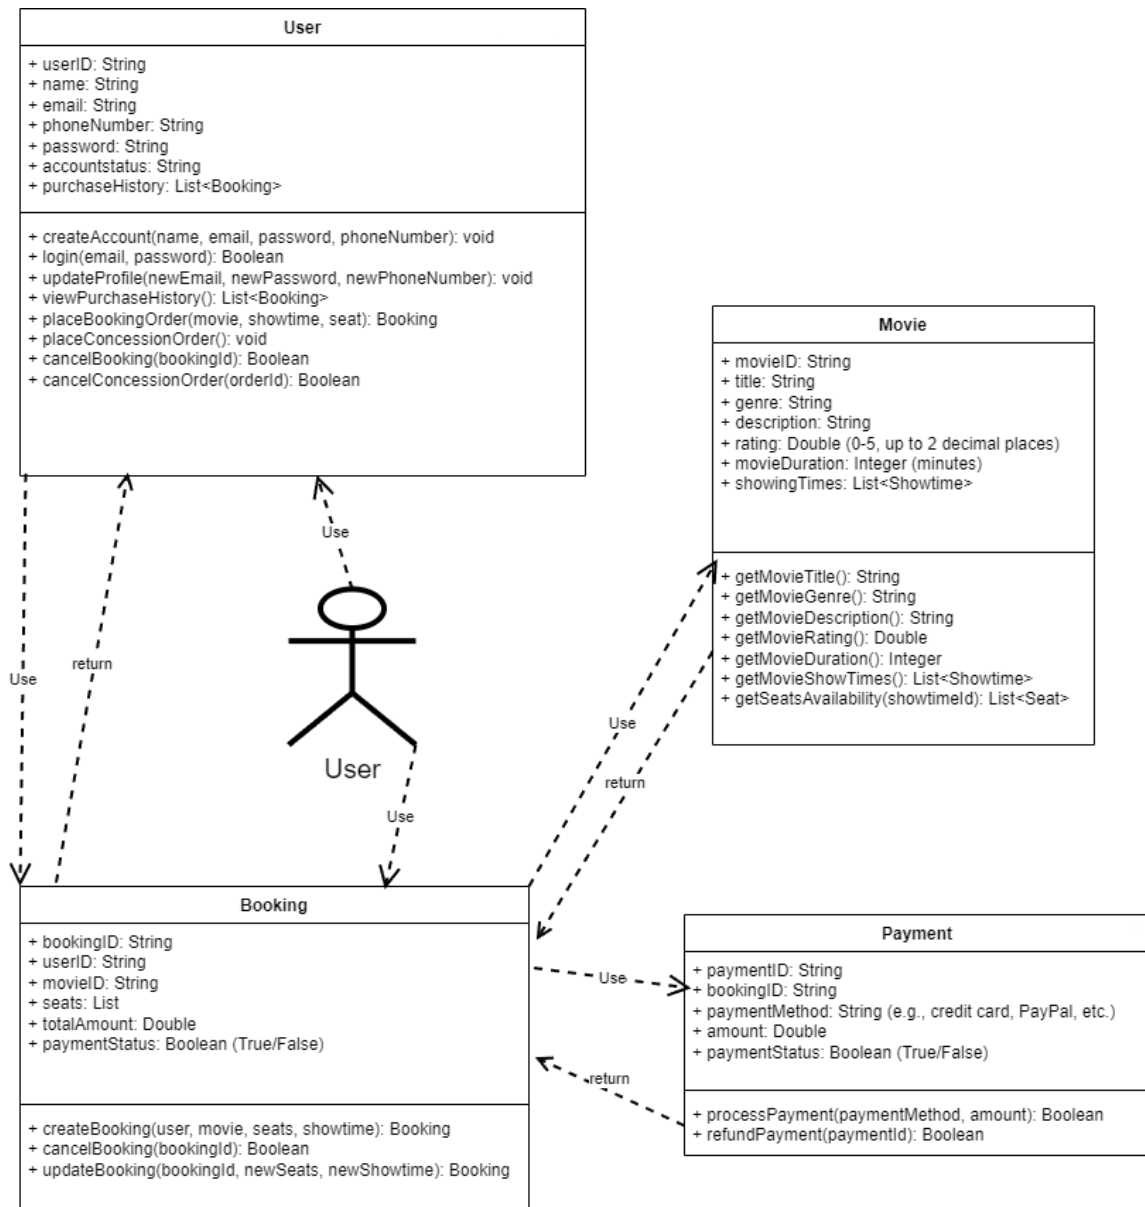 User
+ userID: String
+ name: String
+ email: String
+ phoneNumber: String
+ password: String
+ accountstatus: String
+ purchaseHistory: List<Booking>
+ createAccount(name, email, password, phoneNumber): void
+ login(email, password): Boolean
+ updateProfile(newEmail, newPassword, newPhoneNumber): void
+ viewPurchaseHistory(): List<Booking>
+ placeBookingOrder(movie, showtime, seat): Booking
+ placeConcessionOrder(): void
+ cancelBooking(bookingId): Boolean
+ cancelConcessionOrder(orderId): Boolean
Movie
+ movieID: String
+ title: String
+ genre: String
+ description: String
+ rating: Double (0-5, up to 2 decimal places)
+ movieDuration: Integer (minutes)
+ showingTimes: List<Showtime>
+ getMovieTitle(): String
+ getMovieGenre(): String
+ getMovieDescription(): String
+ getMovieRating(): Double
+ getMovieDuration(): Integer
+ getMovieShowTimes(): List<Showtime>
+ getSeatsAvailability(showtimeId): List<Seat>
Use
return
Use
User
Use
Use
return
Booking
+ bookingID: String
+ userID: String
+ movieID: String
+ seats: List
+ totalAmount: Double
+ paymentStatus: Boolean (True/False)
+ createBooking(user, movie, seats, showtime): Booking
+ cancelBooking(bookingId): Boolean
+ updateBooking(bookingId, newSeats, newShowtime): Booking
Use
return
Payment
+ paymentID: String
+ bookingID: String
+ paymentMethod: String (e.g., credit card, PayPal, etc.)
+ amount: Double
+ paymentStatus: Boolean (True/False)
+ processPayment(paymentMethod, amount): Boolean
+ refundPayment(paymentId): Boolean